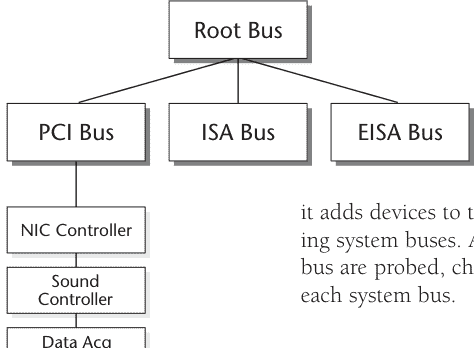 Root Bus
PCI Bus
ISA Bus
EISA Bus
NIC Controller
Sound
Controller
Data Acq
it adds devices to t
ing system buses. A
bus are probed, ch
each system bus.